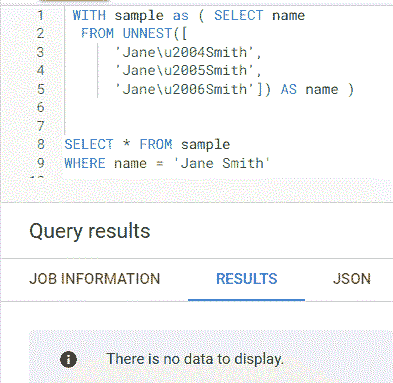 1 WITH sample as ( SELECT name
2 FROM UNNEST([
3 'Jane\u2004Smith',
4 'Jane\u2005Smith',
5 'Jane\u2006Smith']) AS name )
6
7
8 SELECT * FROM sample
9 WHERE name = 'Jane Smith'
Query results
JOB INFORMATION RESULTS JSON
There is no data to display.